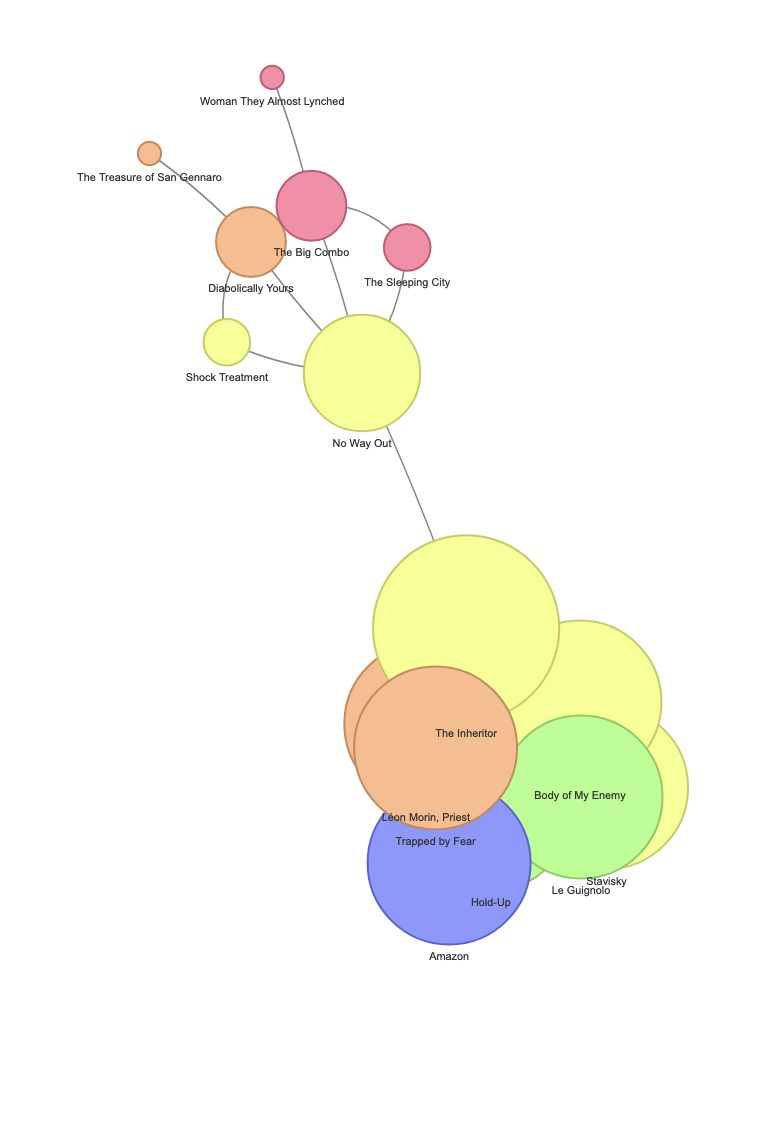 Woman They Almost Lynched
The Treasure of San Gennaro
The Big Combo
The Sleeping City
Diabolically Yours
Shock Treatment
No Way Out
The Inheritor
Body of My Enemy
Léon Morin, Priest
Trapped by Fear
Stavisky
Le Guignolo
Hold-Up
Amazon